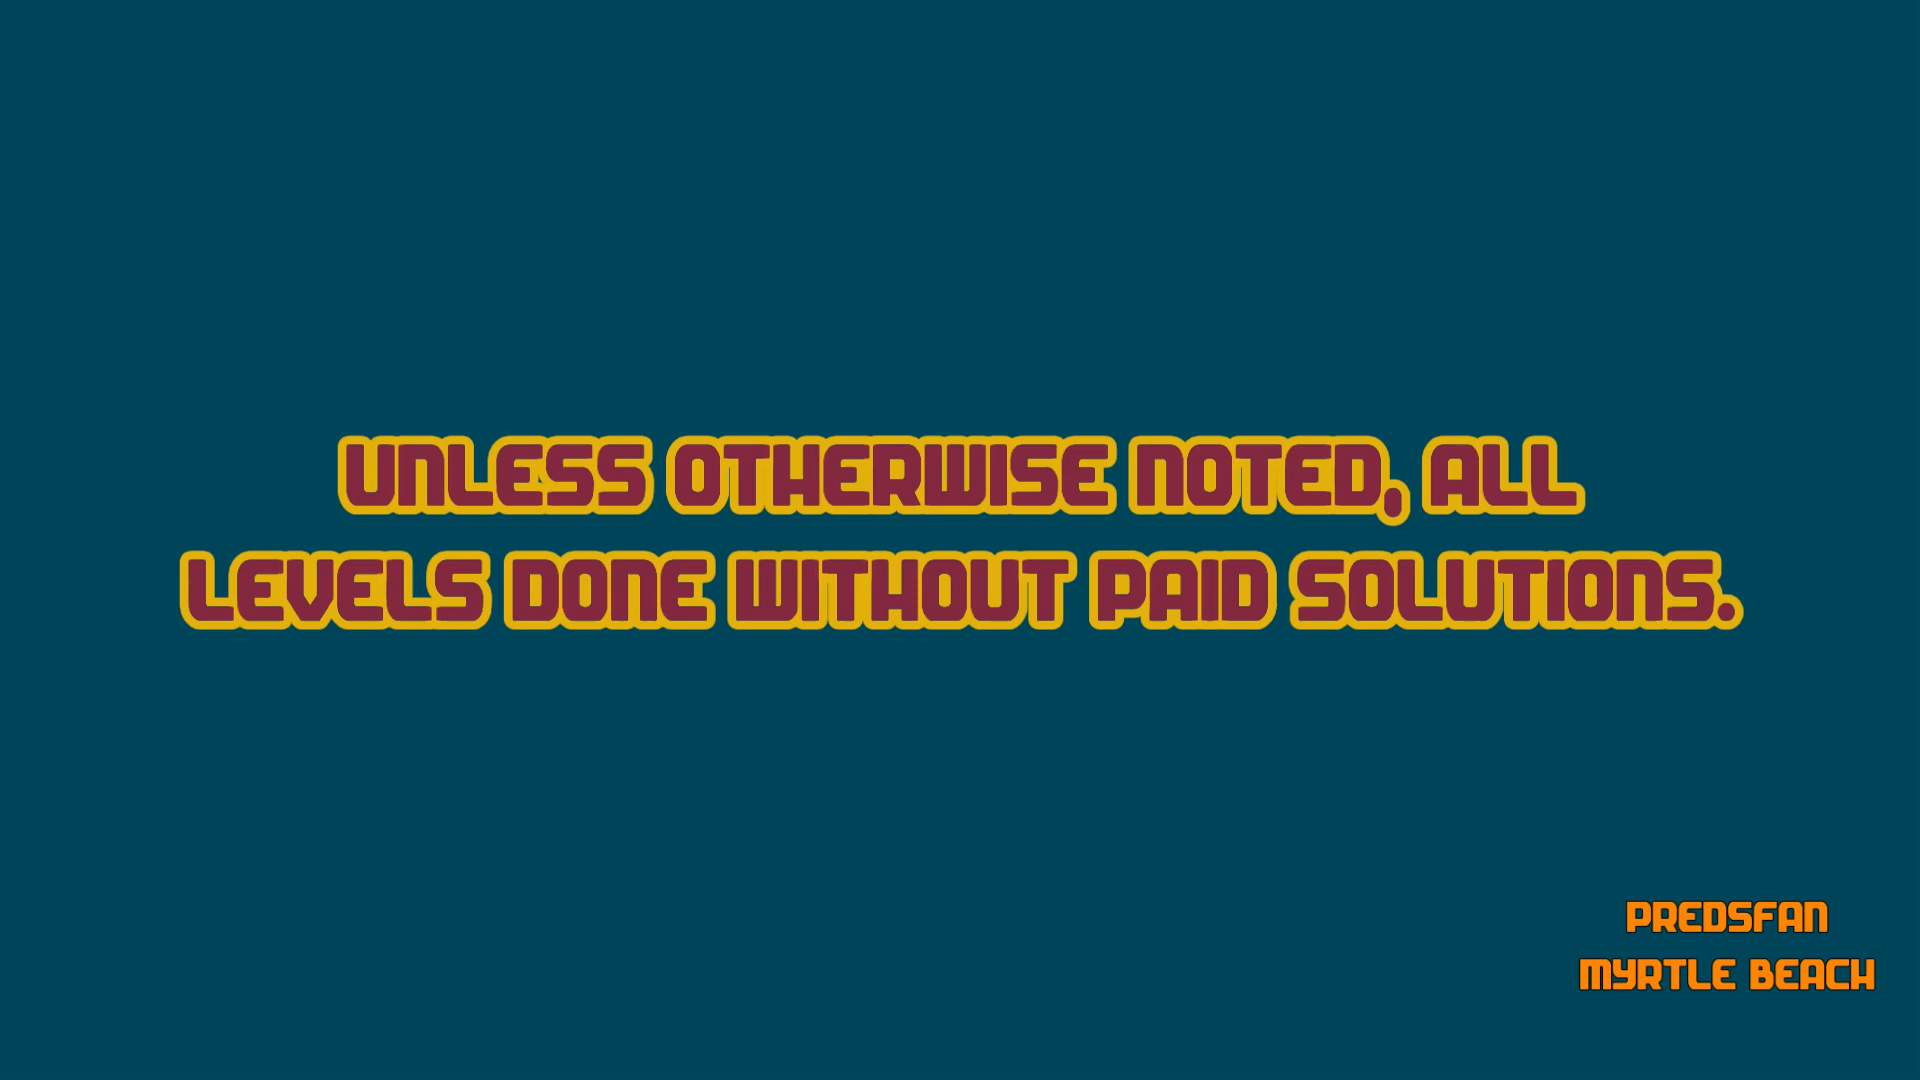 UNLESS OTHERWISE NOTED, ALL
LEVELS DONE WITHOUT PAID SOLUTIONS.
PREDSFAN
MYRTLE BEACH